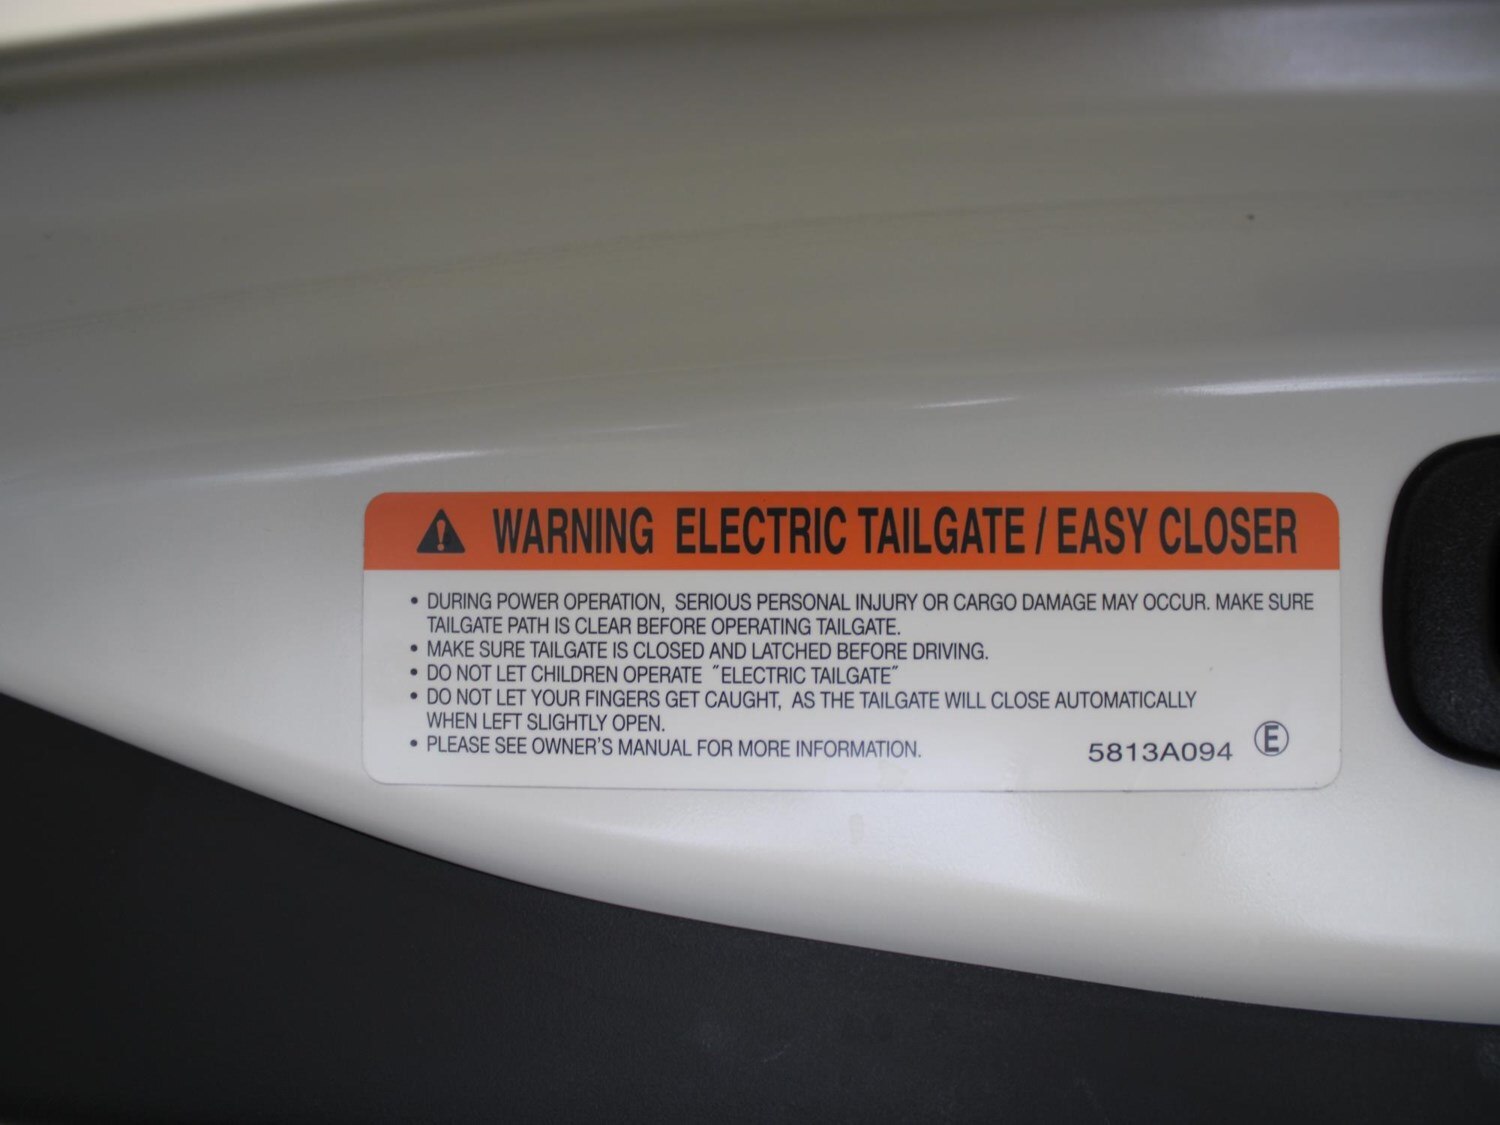 WARNING ELECTRIC TAILGATE / EASY CLOSER
• DURING POWER OPERATION, SERIOUS PERSONAL INJURY OR CARGO DAMAGE MAY OCCUR. MAKE SURE
TAILGATE PATH IS CLEAR BEFORE OPERATING TAILGATE.
• MAKE SURE TAILGATE IS CLOSED AND LATCHED BEFORE DRIVING.
• DO NOT LET CHILDREN OPERATE "ELECTRIC TAILGATE"
• DO NOT LET YOUR FINGERS GET CAUGHT, AS THE TAILGATE WILL CLOSE AUTOMATICALLY
WHEN LEFT SLIGHTLY OPEN.
• PLEASE SEE OWNER'S MANUAL FOR MORE INFORMATION.
5813A094 Ⓔ